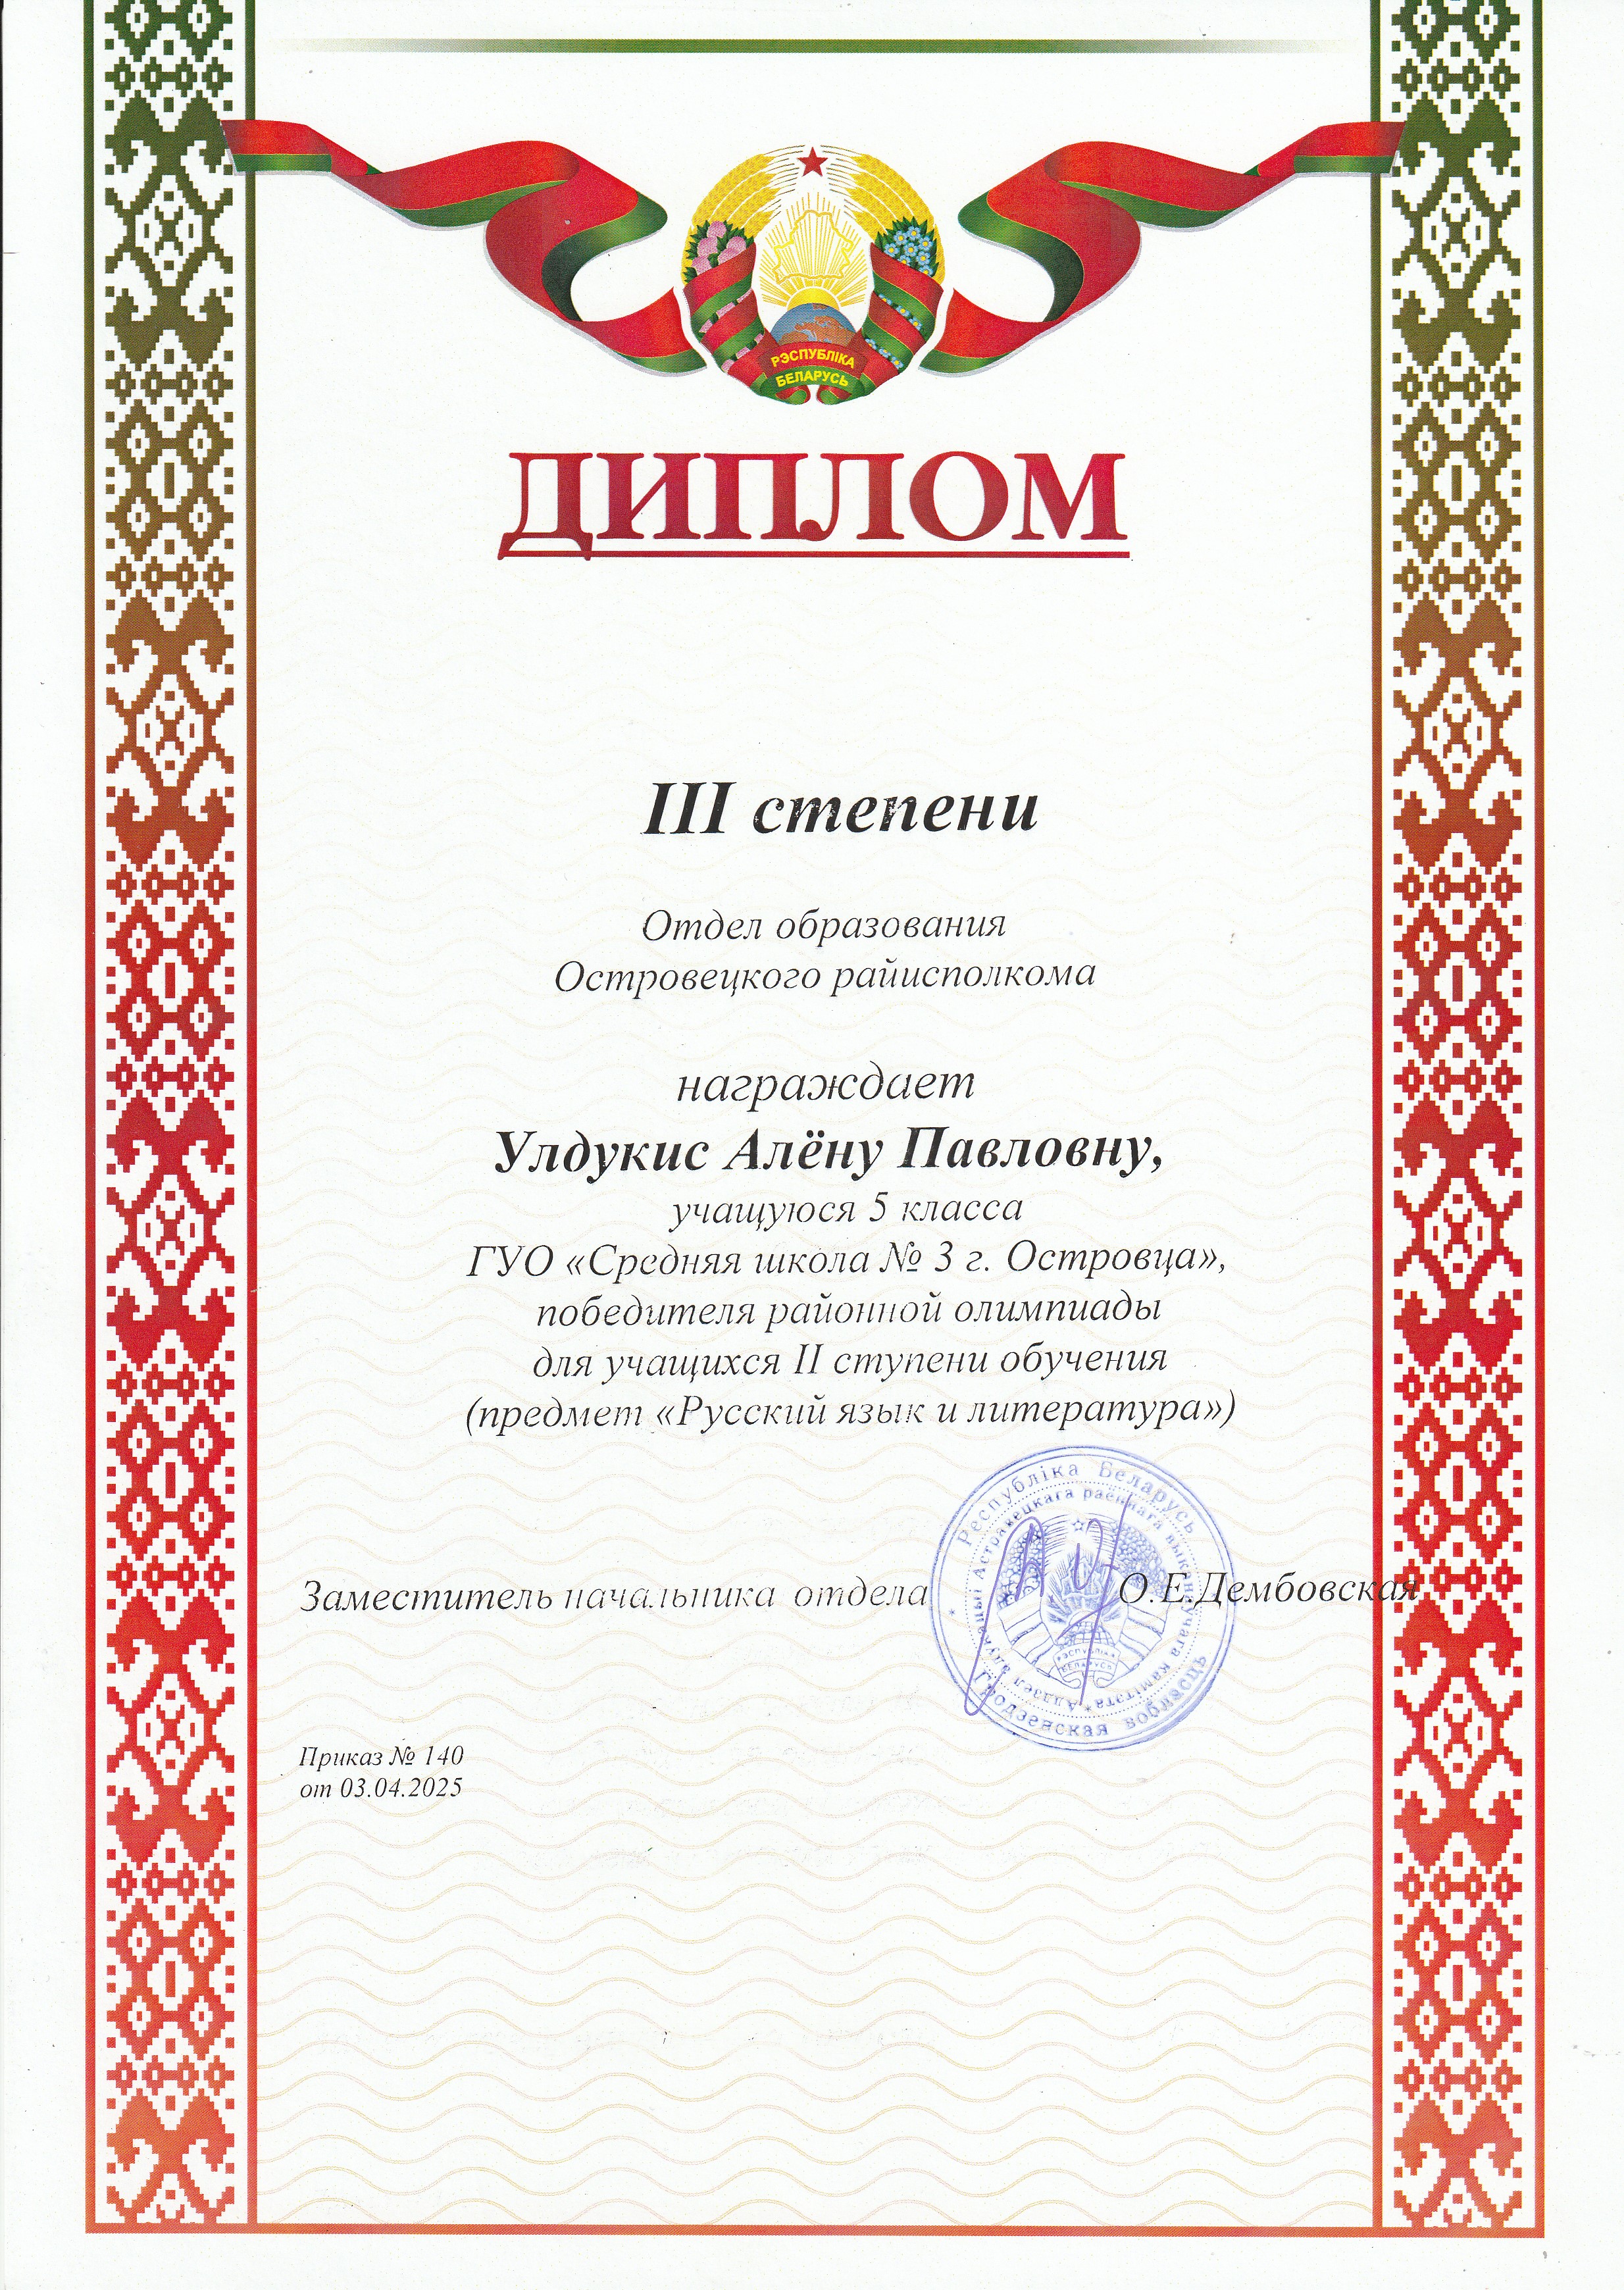 РЭСПУБЛІКА
БЕЛАРУСЬ
ДИПЛОМ
III степени
Отдел образования
Островецкого райисполкома
награждает
Улдукис Алёну Павловну,
учащуюся 5 класса
ГУО «Средняя школа № 3 г. Островца»,
победителя районной олимпиады
для учащихся II ступени обучения
(предмет «Русский язык и литература»)
Рэспубліка Беларусь
Гродзенская вобласць
Аддзел адукацыі Астравецкага раённага выканаўчага камітэта
РЭСПУБЛІКА
БЕЛАРУСЬ
Заместитель начальника отдела О.Е.Дембовская
Приказ № 140
от 03.04.2025